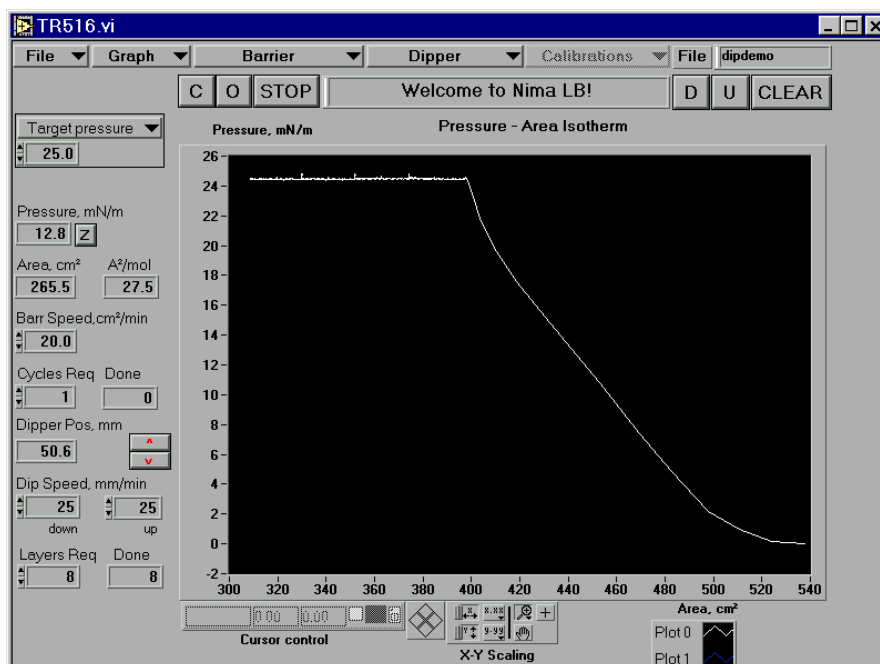 TR516.vi
File Graph Barrier Dipper Calibrations File dipdemo
C O STOP Welcome to Nima LB! D U CLEAR
Target pressure
25.0
Pressure, mN/m Pressure - Area Isotherm
Pressure, mN/m
12.8 Z
Area, cm² A²/mol
265.5 27.5
Barr Speed,cm²/min
20.0
Cycles Req Done
1 0
Dipper Pos, mm
50.6
Dip Speed, mm/min
25 25
down up
Layers Req Done
8 8
26
24
22
20
18
16
14
12
10
8
6
4
2
0
-2
300 320 340 360 380 400 420 440 460 480 500 520 540
Area, cm²
0.00 0.00
Cursor control
X x.xx
Y y.yy
X-Y Scaling
Plot 0
Plot 1